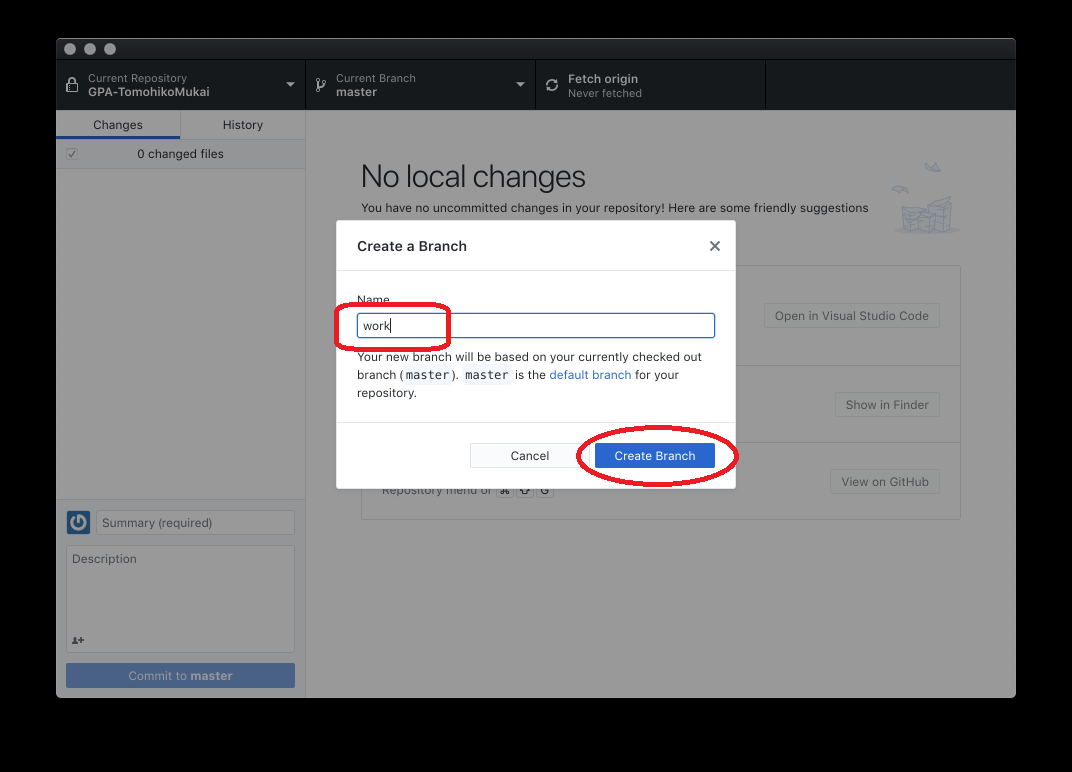 Current Repository
GPA-TomohikoMukai
Current Branch
master
Fetch origin
Never fetched
Changes
History
0 changed files
No local changes
You have no uncommitted changes in your repository! Here are some friendly suggestions
Create a Branch
Name
work
Your new branch will be based on your currently checked out
branch (master). master is the default branch for your
repository.
Cancel
Create Branch
Open in Visual Studio Code
Show in Finder
View on GitHub
Repository menu or ⌘ ⇧ G
Summary (required)
Description
Commit to master